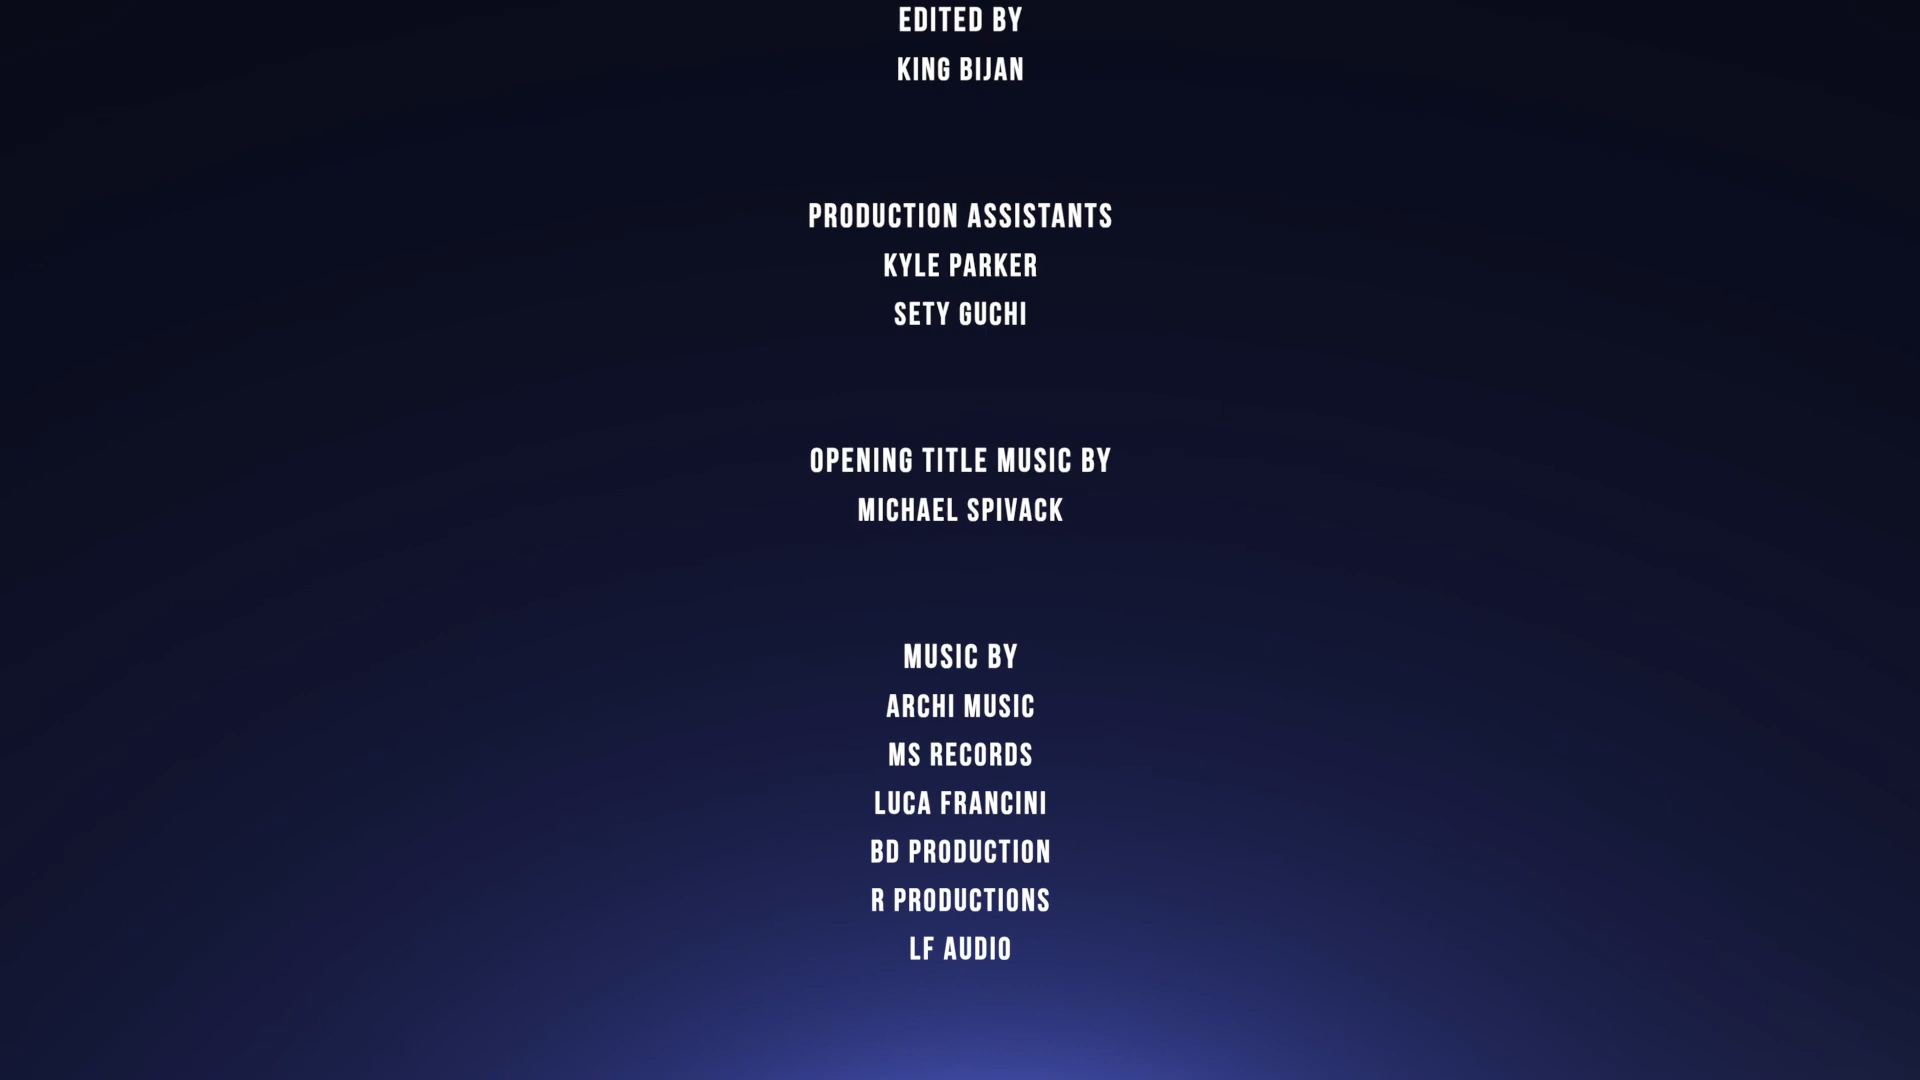 EDITED BY
KING BIJAN
PRODUCTION ASSISTANTS
KYLE PARKER
SETY GUCHI
OPENING TITLE MUSIC BY
MICHAEL SPIVACK
MUSIC BY
ARCHI MUSIC
MS RECORDS
LUCA FRANCINI
BD PRODUCTION
R PRODUCTIONS
LF AUDIO